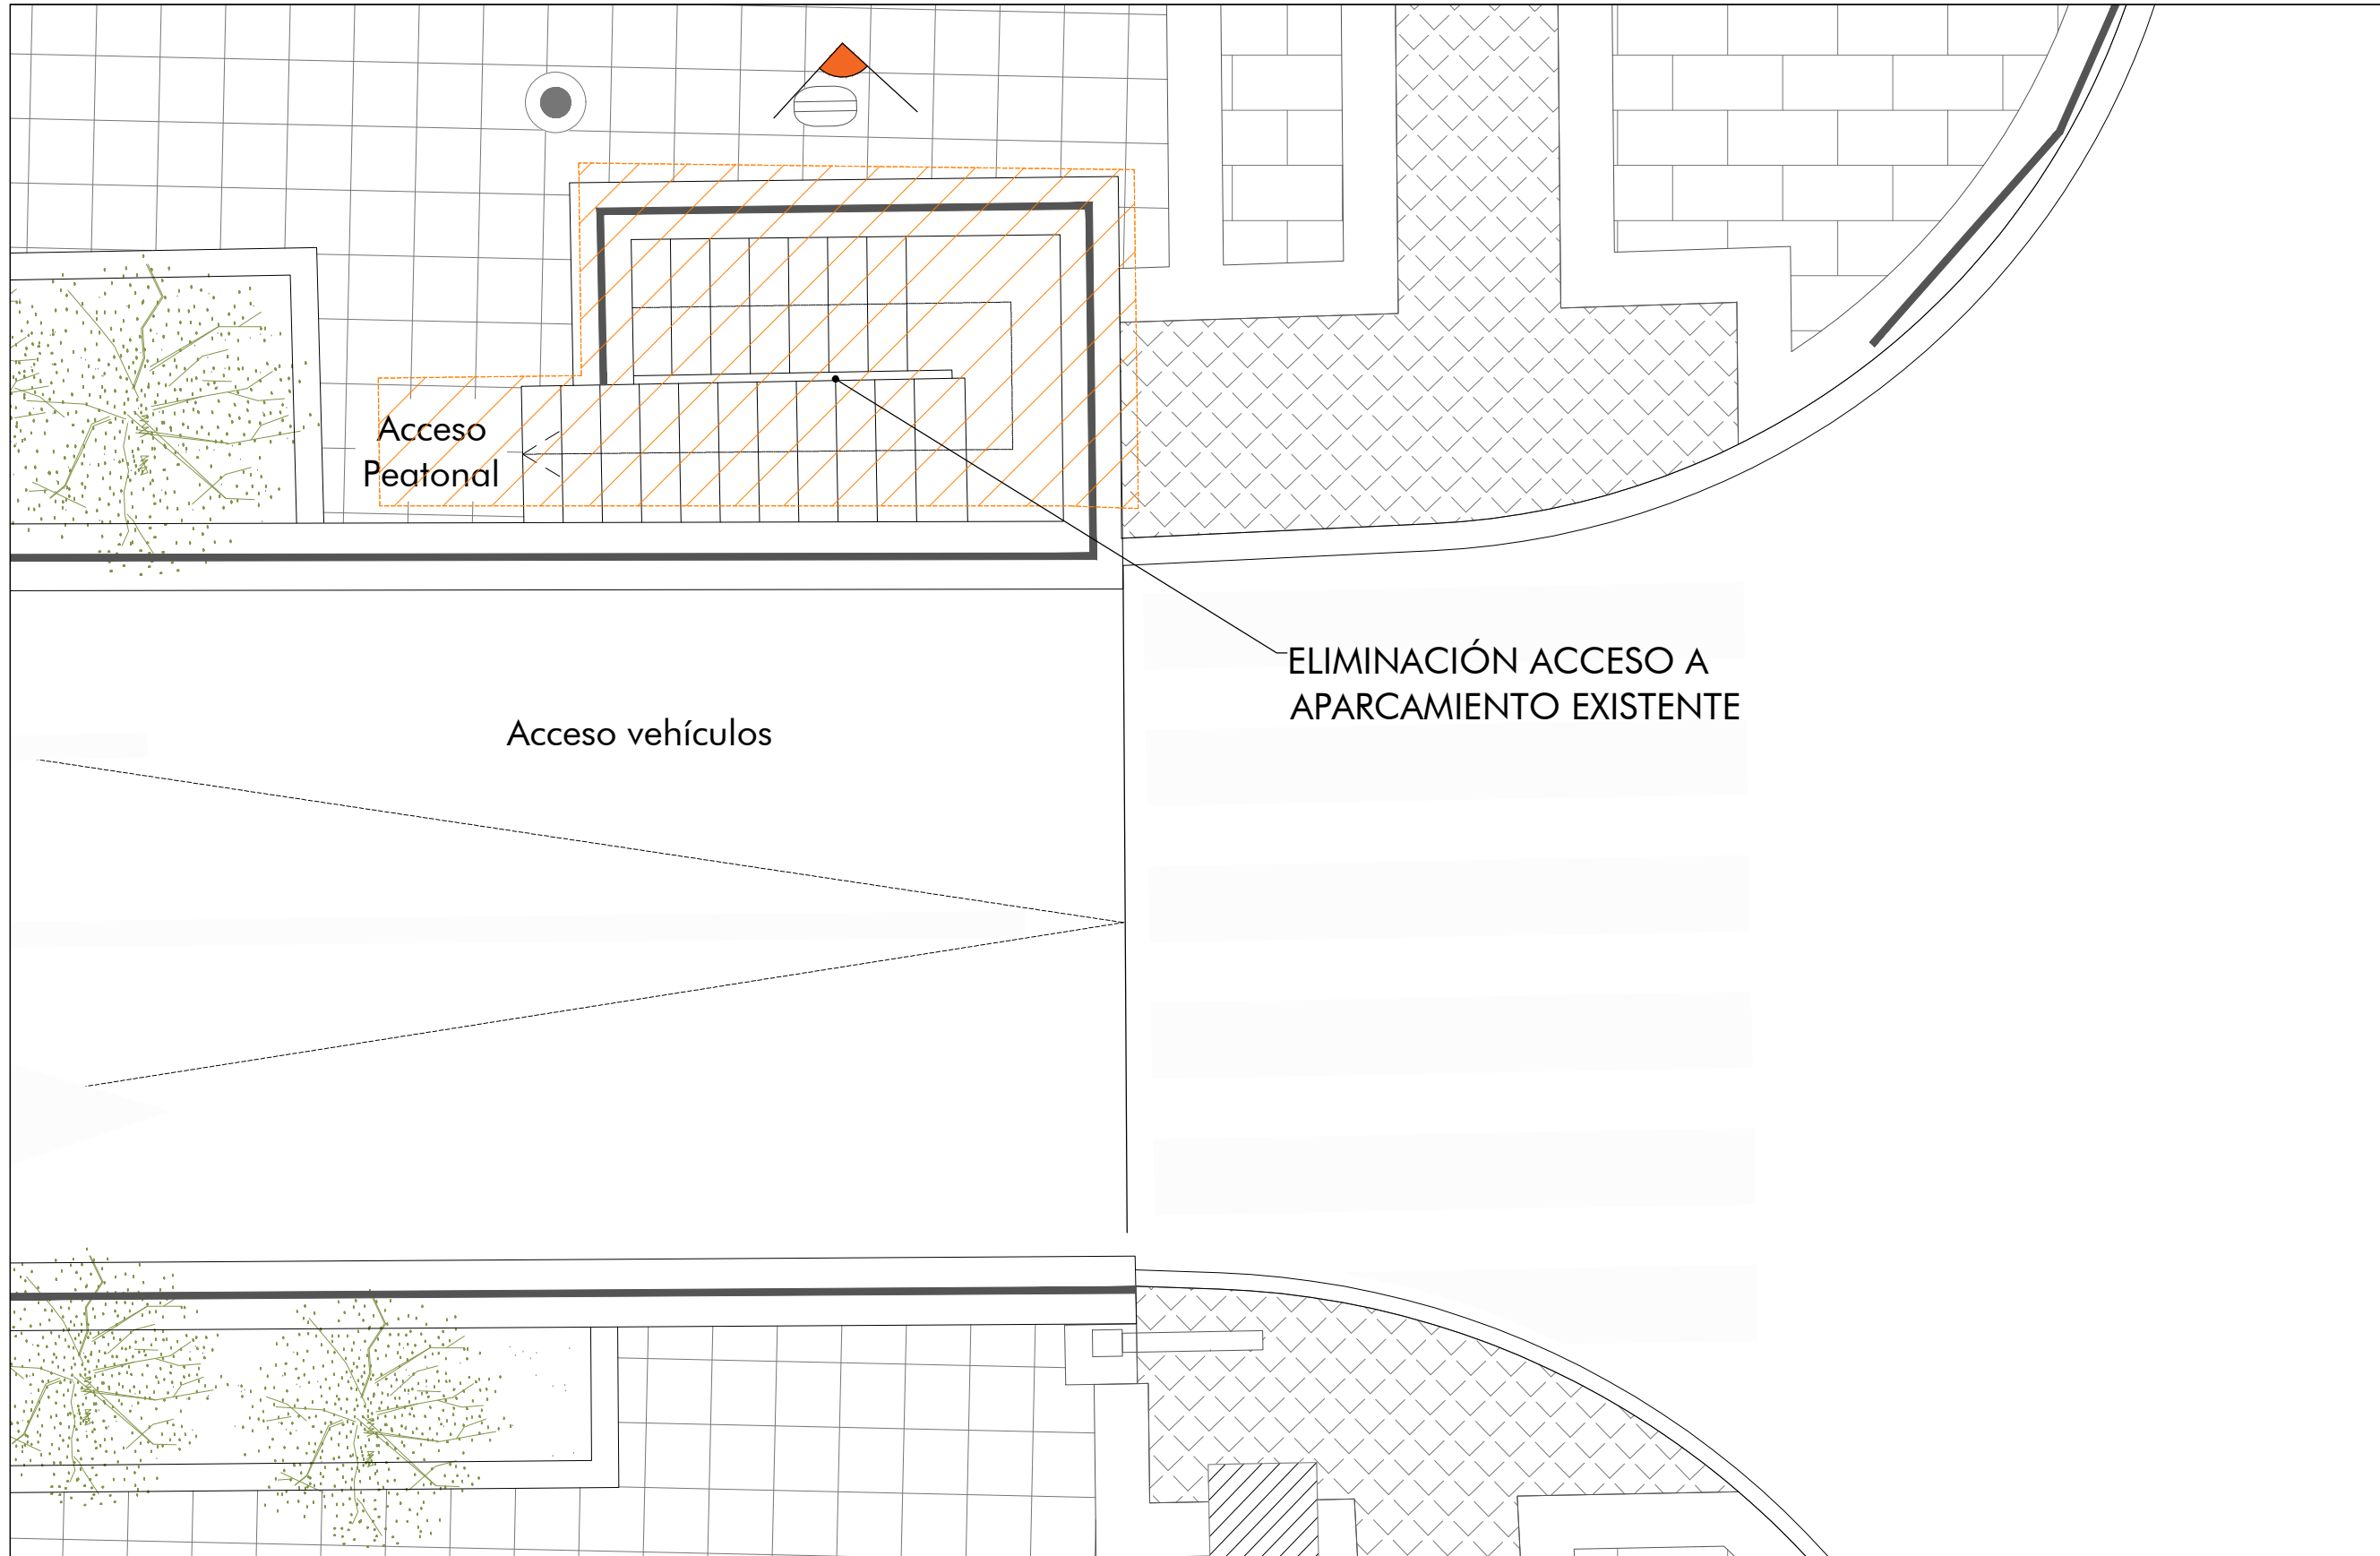 Acceso
Peatonal
ELIMINACIÓN ACCESO A
APARCAMIENTO EXISTENTE
Acceso vehículos